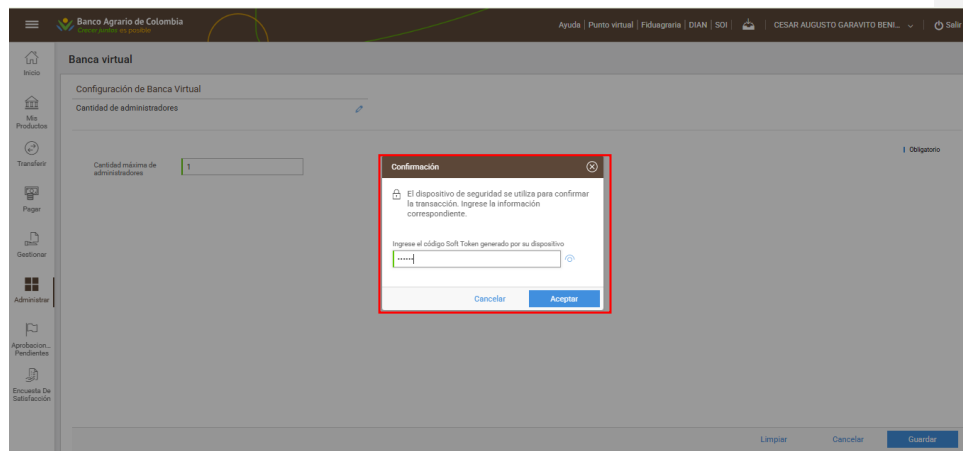 Banco Agrario de Colombia
Crecer juntos es posible
Ayuda | Punto virtual | Fiduagraria | DIAN | SOI |
CESAR AUGUSTO GARAVITO BENI...
Salir
Inicio
Mis
Productos
Transferir
Pagar
Gestionar
Administrar
Aprobacion...
Pendientes
Encuesta De
Satisfacción
Banca virtual
Configuración de Banca Virtual
Cantidad de administradores
Obligatorio
Cantidad máxima de
administradores
1
Confirmación
El dispositivo de seguridad se utiliza para confirmar
la transacción. Ingrese la información
correspondiente.
Ingrese el código Soft Token generado por su dispositivo
••••••
Cancelar
Aceptar
Limpiar
Cancelar
Guardar